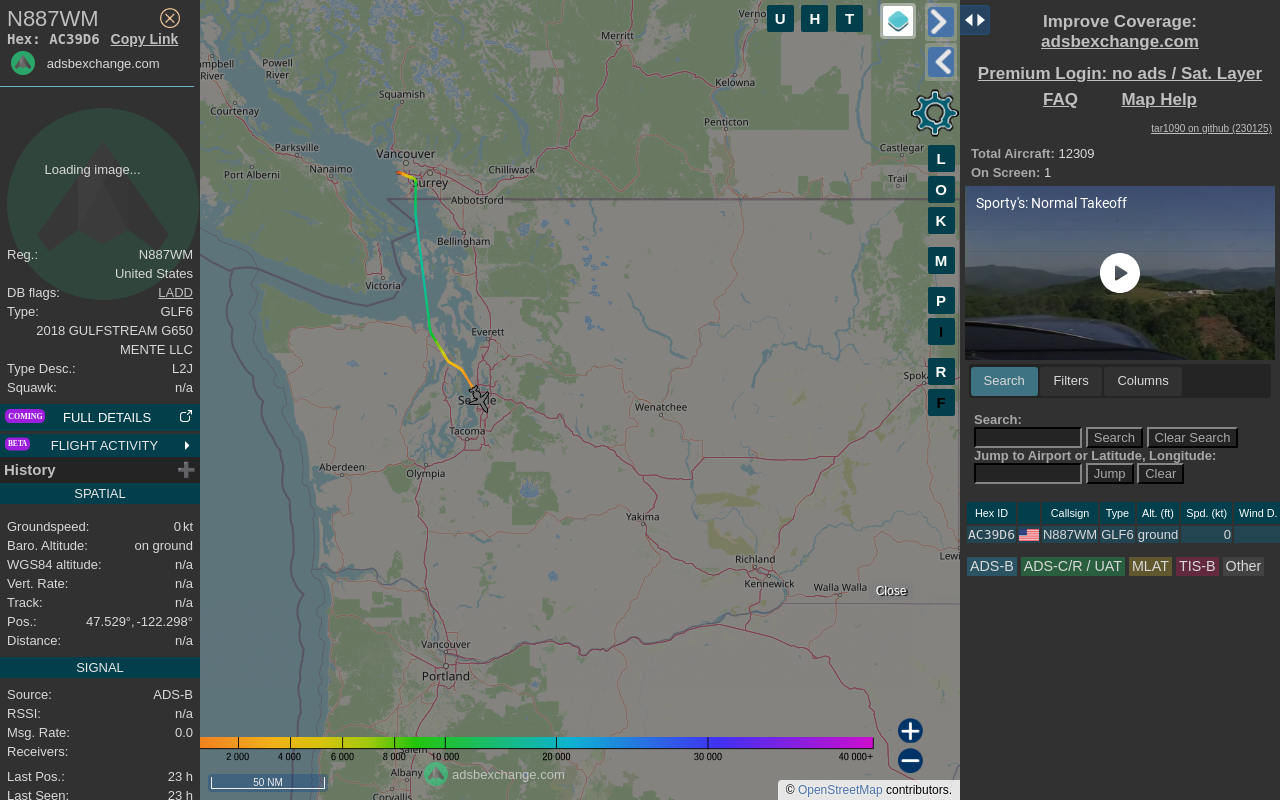 N887WM
Hex: AC39D6 Copy Link
adsbexchange.com
Loading image...
Reg.: N887WM
United States
DB flags: LADD
Type: GLF6
2018 GULFSTREAM G650
MENTE LLC
Type Desc.: L2J
Squawk: n/a
COMING FULL DETAILS
BETA FLIGHT ACTIVITY
History
SPATIAL
Groundspeed: 0 kt
Baro. Altitude: on ground
WGS84 altitude: n/a
Vert. Rate: n/a
Track: n/a
Pos.: 47.529°, -122.298°
Distance: n/a
SIGNAL
Source: ADS-B
RSSI: n/a
Msg. Rate: 0.0
Receivers:
Last Pos.: 23 h
Last Seen: 23 h
U H T
L
O
K
M
P
I
R
F
Merritt
Powell
River
River
Kelowna
Squamish
Courtenay
Penticton
Parksville
Vancouver
Castlegar
Nanaimo
Port Alberni
Chilliwack
Trail
Abbotsford
Bellingham
Victoria
Everett
Wenatchee
Tacoma
Aberdeen
Olympia
Yakima
Richland
Kennewick
Walla Walla
Close
Vancouver
Portland
2 000 4 000 6 000 8 000 10 000 20 000 30 000 40 000+
Albany
adsbexchange.com
50 NM
Corvallis
© OpenStreetMap contributors.
Improve Coverage:
adsbexchange.com
Premium Login: no ads / Sat. Layer
FAQ Map Help
tar1090 on github (230125)
Total Aircraft: 12309
On Screen: 1
Sporty's: Normal Takeoff
Search Filters Columns
Search:
Search Clear Search
Jump to Airport or Latitude, Longitude:
Jump Clear
Hex ID Callsign Type Alt. (ft) Spd. (kt) Wind D.
AC39D6 N887WM GLF6 ground 0
ADS-B ADS-C/R / UAT MLAT TIS-B Other